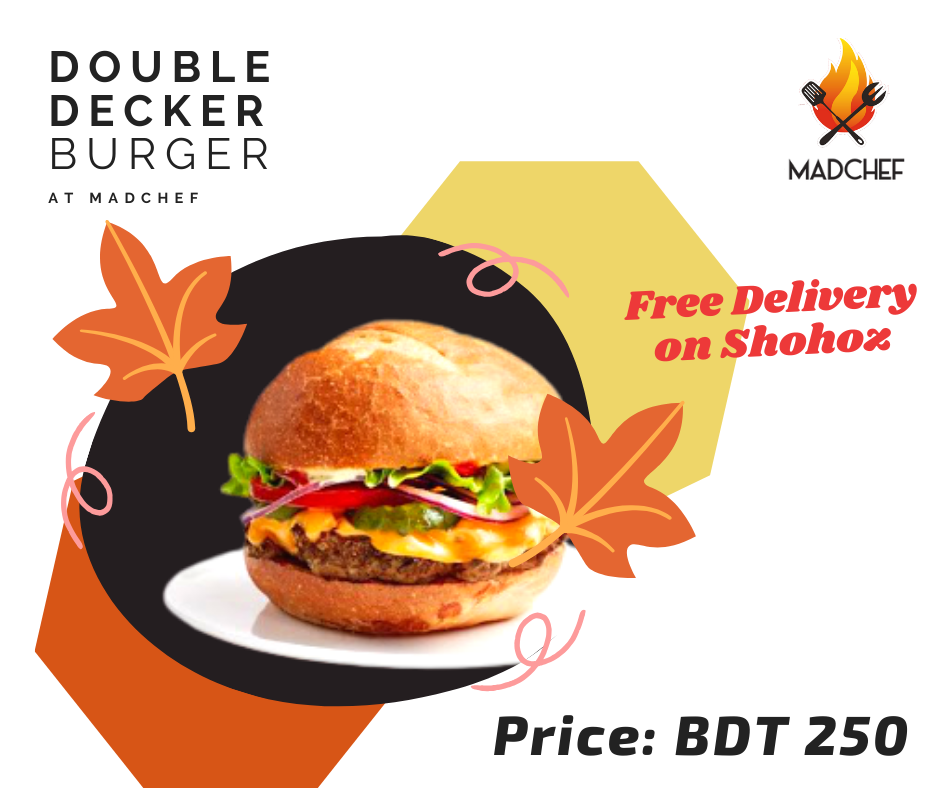 DOUBLE
DECKER
BURGER
AT MADCHEF
MADCHEF
Free Delivery
on Shohoz
Price: BDT 250